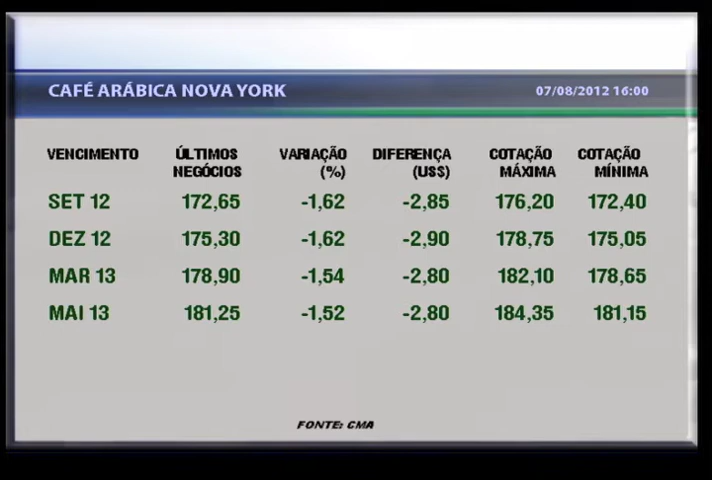 CAFÉ ARÁBICA NOVA YORK 07/08/2012 16:00
VENCIMENTO ÚLTIMOS NEGÓCIOS VARIAÇÃO (%) DIFERENÇA (US$) COTAÇÃO MÁXIMA COTAÇÃO MÍNIMA
SET 12 172,65 -1,62 -2,85 176,20 172,40
DEZ 12 175,30 -1,62 -2,90 178,75 175,05
MAR 13 178,90 -1,54 -2,80 182,10 178,65
MAI 13 181,25 -1,52 -2,80 184,35 181,15
FONTE: CMA